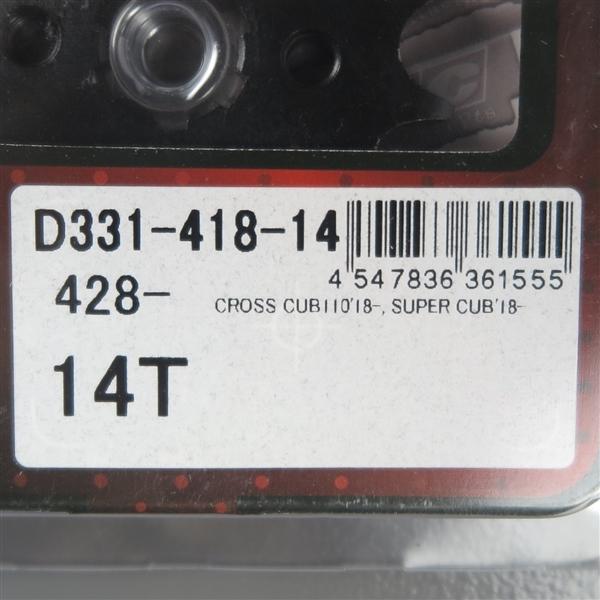 D331-418-14
4 547836 361555
428-
CROSS CUB110'18-, SUPER CUB'18-
14T